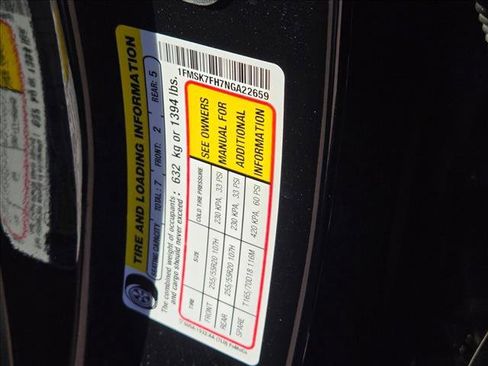 TIRE AND LOADING INFORMATION
SEATING CAPACITY TOTAL: 7 FRONT: 2 REAR: 5
The combined weight of occupants
and cargo should never exceed: 632 kg or 1394 lbs.
TIRE SIZE COLD TIRE PRESSURE
FRONT 255/55R20 107H 230 KPA, 33 PSI
REAR 255/55R20 107H 230 KPA, 33 PSI
SPARE T165/70D18 116M 420 KPA, 60 PSI
SEE OWNERS
MANUAL FOR
ADDITIONAL
INFORMATION
1FMSK7FH7NGA22659